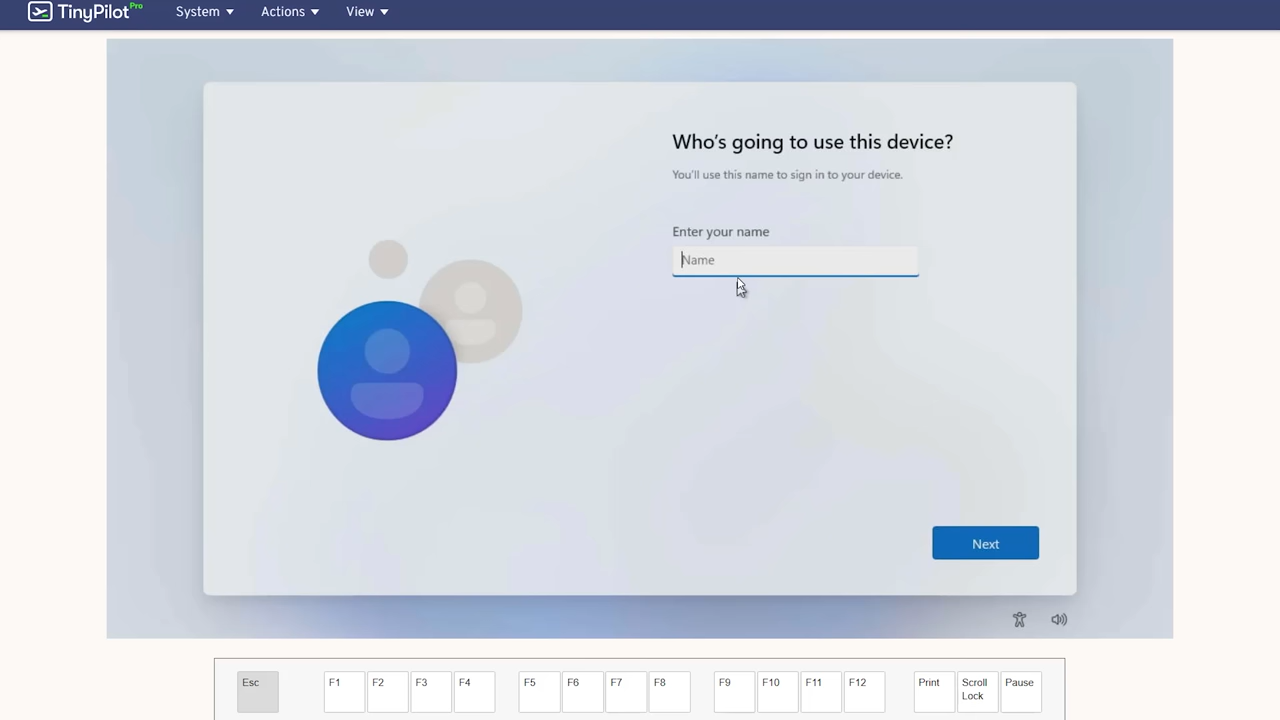 TinyPilot Pro
System
Actions
View
Who's going to use this device?
You'll use this name to sign in to your device.
Enter your name
Name
Next
Esc
F1
F2
F3
F4
F5
F6
F7
F8
F9
F10
F11
F12
Print
Scroll
Lock
Pause